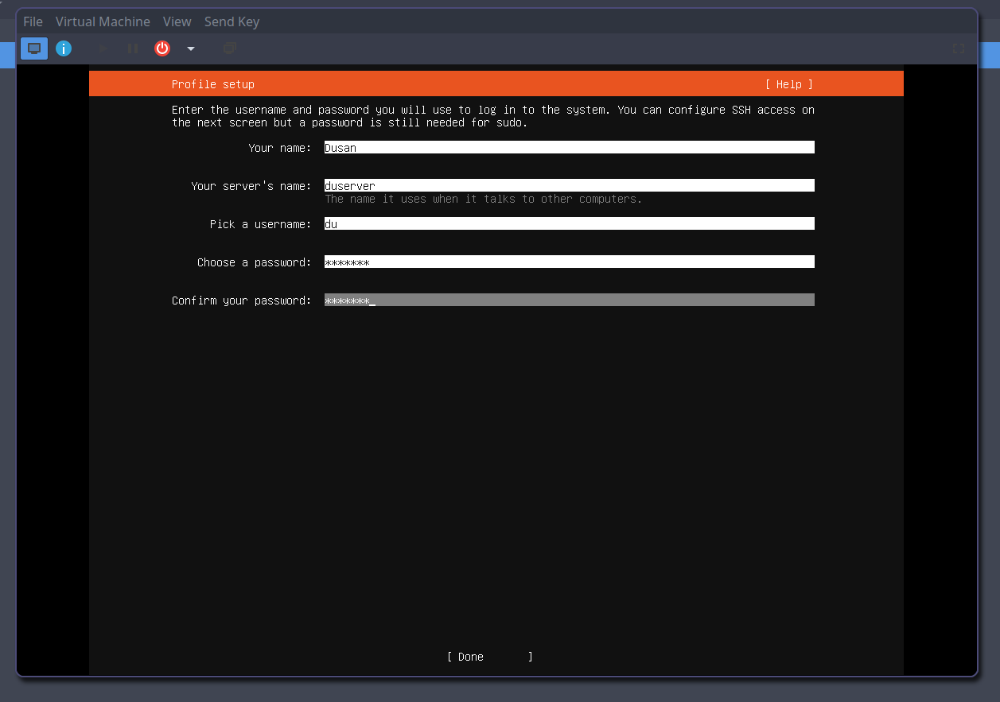 File Virtual Machine View Send Key
Profile setup [ Help ]
Enter the username and password you will use to log in to the system. You can configure SSH access on
the next screen but a password is still needed for sudo.
Your name: Dusan
Your server's name: duserver
The name it uses when it talks to other computers.
Pick a username: du
Choose a password: *******
Confirm your password: *******_
[ Done ]